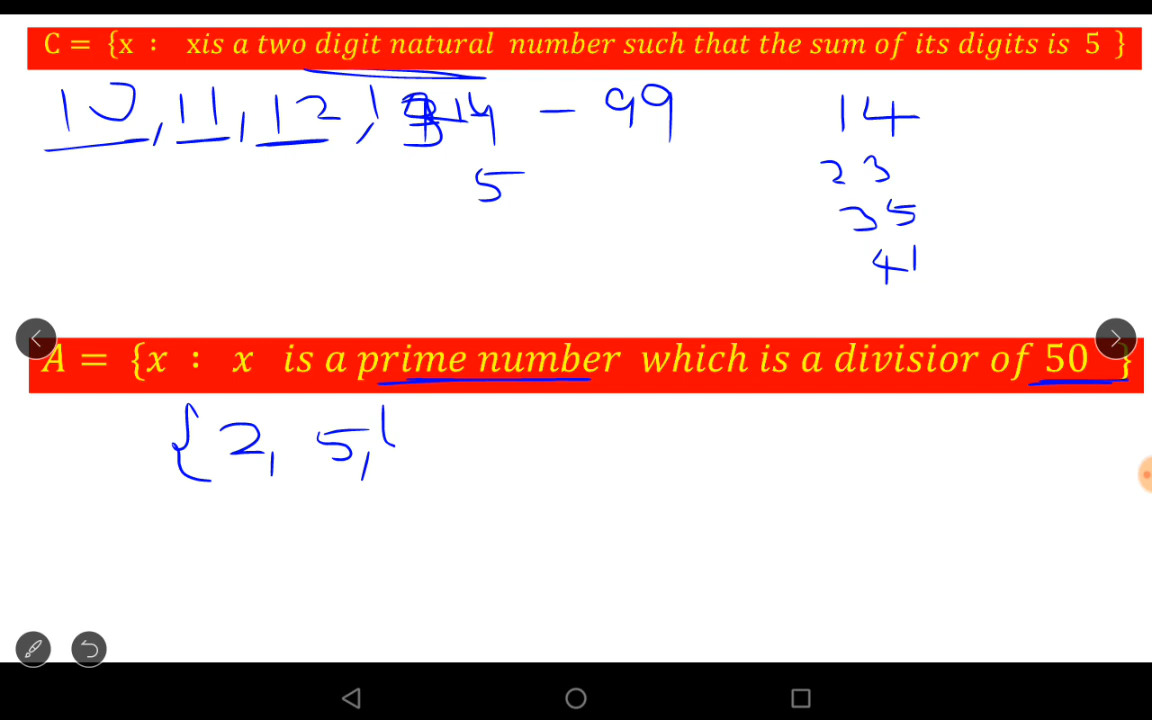 C = {x : xis a two digit natural number such that the sum of its digits is 5 }
10, 11, 12, 14 – 99
5
14
23
35
41
A = {x : x is a prime number which is a divisior of 50 }
{2, 5,